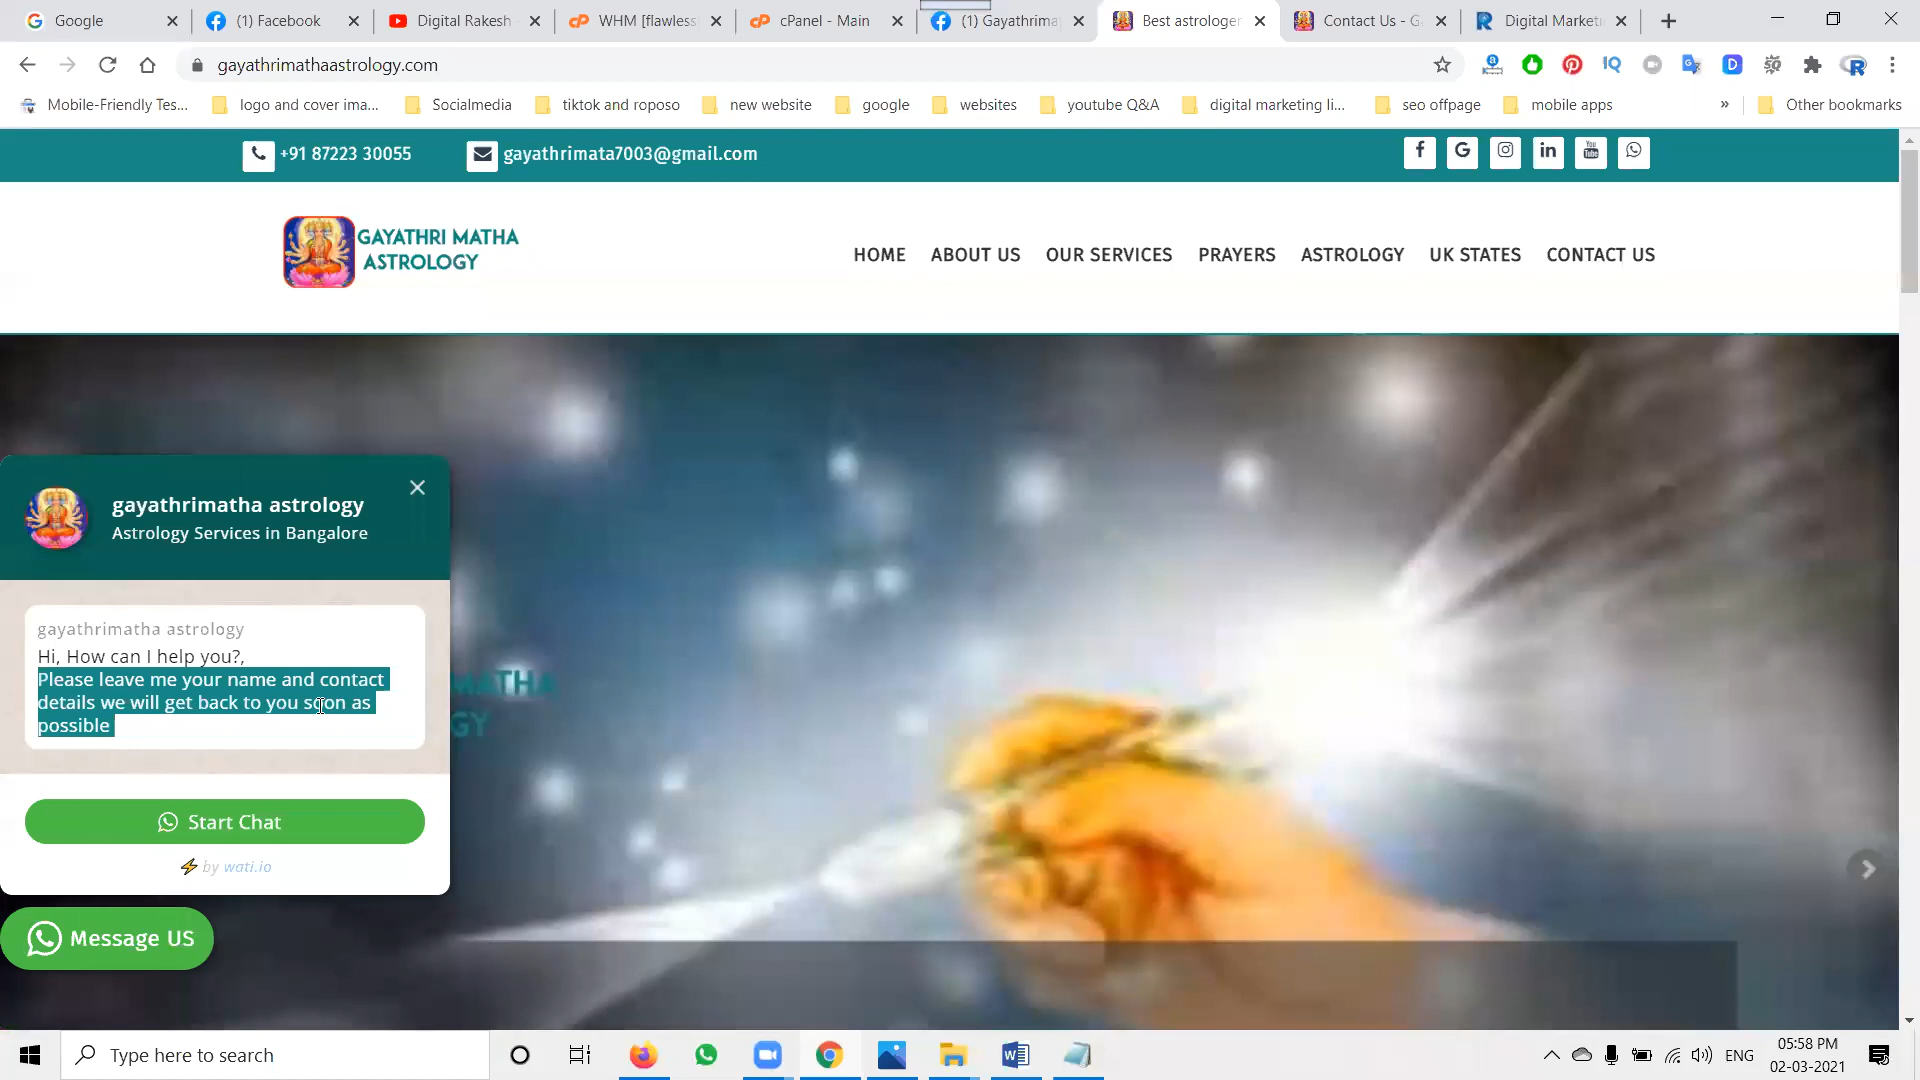 Google
(1) Facebook
Digital Rakesh
WHM [flawless
cPanel - Main
(1) Gayathrima
Best astrologer
Contact Us - G
Digital Marketi
gayathrimathaastrology.com
Mobile-Friendly Tes...
logo and cover ima...
Socialmedia
tiktok and roposo
new website
google
websites
youtube Q&A
digital marketing li...
seo offpage
mobile apps
»
Other bookmarks
+91 87223 30055
gayathrimata7003@gmail.com
GAYATHRI MATHA
ASTROLOGY
HOME
ABOUT US
OUR SERVICES
PRAYERS
ASTROLOGY
UK STATES
CONTACT US
gayathrimatha astrology
Astrology Services in Bangalore
gayathrimatha astrology
Hi, How can I help you?,
Please leave me your name and contact
details we will get back to you soon as
possible
MATHA
GY
Start Chat
by wati.io
Message US
Type here to search
ENG
05:58 PM
02-03-2021